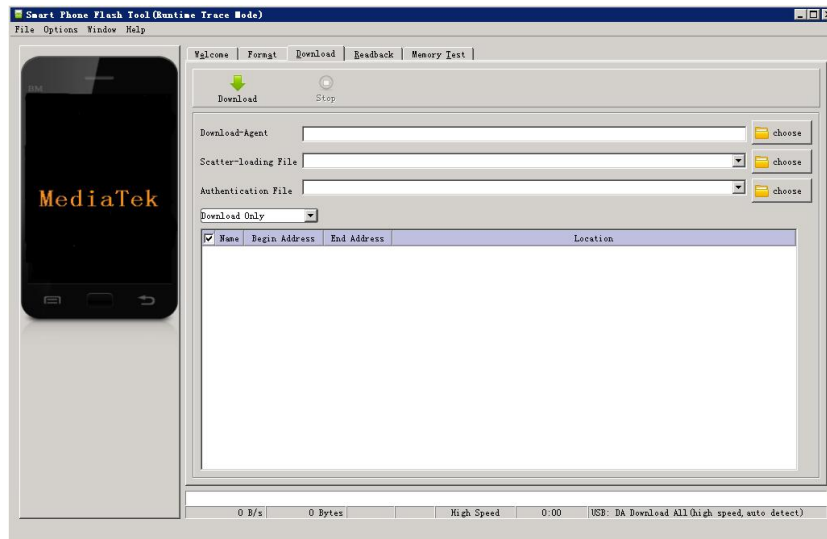 Smart Phone Flash Tool(Runtime Trace Mode)
File Options Window Help
Welcome Format Download Readback Memory Test
BM
Download Stop
Download-Agent choose
Scatter-loading File choose
Authentication File choose
MediaTek
Download Only
Name Begin Address End Address Location
0 B/s 0 Bytes High Speed 0:00 USB: DA Download All(high speed,auto detect)